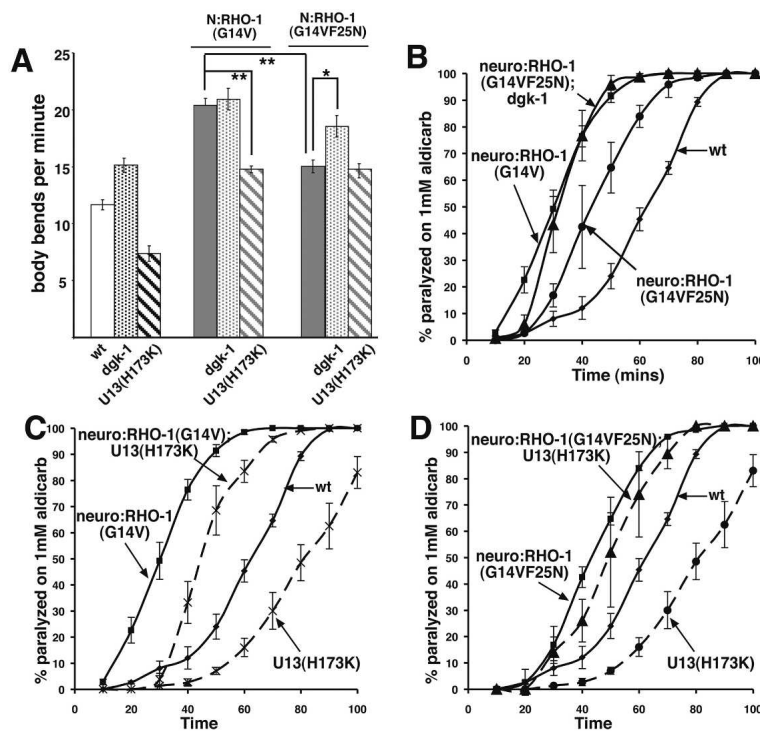 A
N:RHO-1
(G14V)
N:RHO-1
(G14VF25N)
**
**
*
body bends per minute
25
20
15
10
5
wt
dgk-1
U13(H173K)
dgk-1
U13(H173K)
dgk-1
U13(H173K)
B
neuro:RHO-1
(G14VF25N);
dgk-1
neuro:RHO-1
(G14V)
wt
neuro:RHO-1
(G14VF25N)
% paralyzed on 1mM aldicarb
100
90
80
70
60
50
40
30
20
10
0
0 20 40 60 80 100
Time (mins)
C
neuro:RHO-1(G14V);
U13(H173K)
wt
neuro:RHO-1
(G14V)
U13(H173K)
% paralyzed on 1mM aldicarb
100
90
80
70
60
50
40
30
20
10
0
0 20 40 60 80 100
Time
D
neuro:RHO-1(G14VF25N);
U13(H173K)
wt
neuro:RHO-1
(G14VF25N)
U13(H173K)
% paralyzed on 1mM aldicarb
100
90
80
70
60
50
40
30
20
10
0
0 20 40 60 80 100
Time